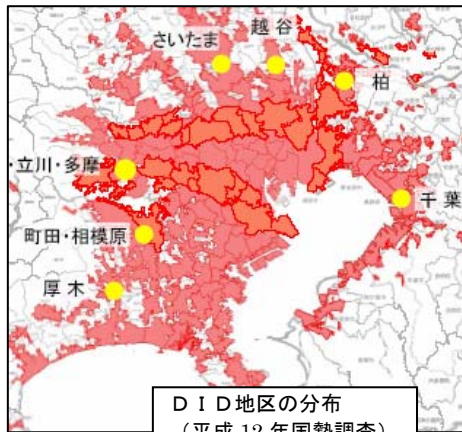 越谷
さいたま
柏
・立川・多摩
千葉
町田・相模原
厚木
ＤＩＤ地区の分布
（平成12年国勢調査）